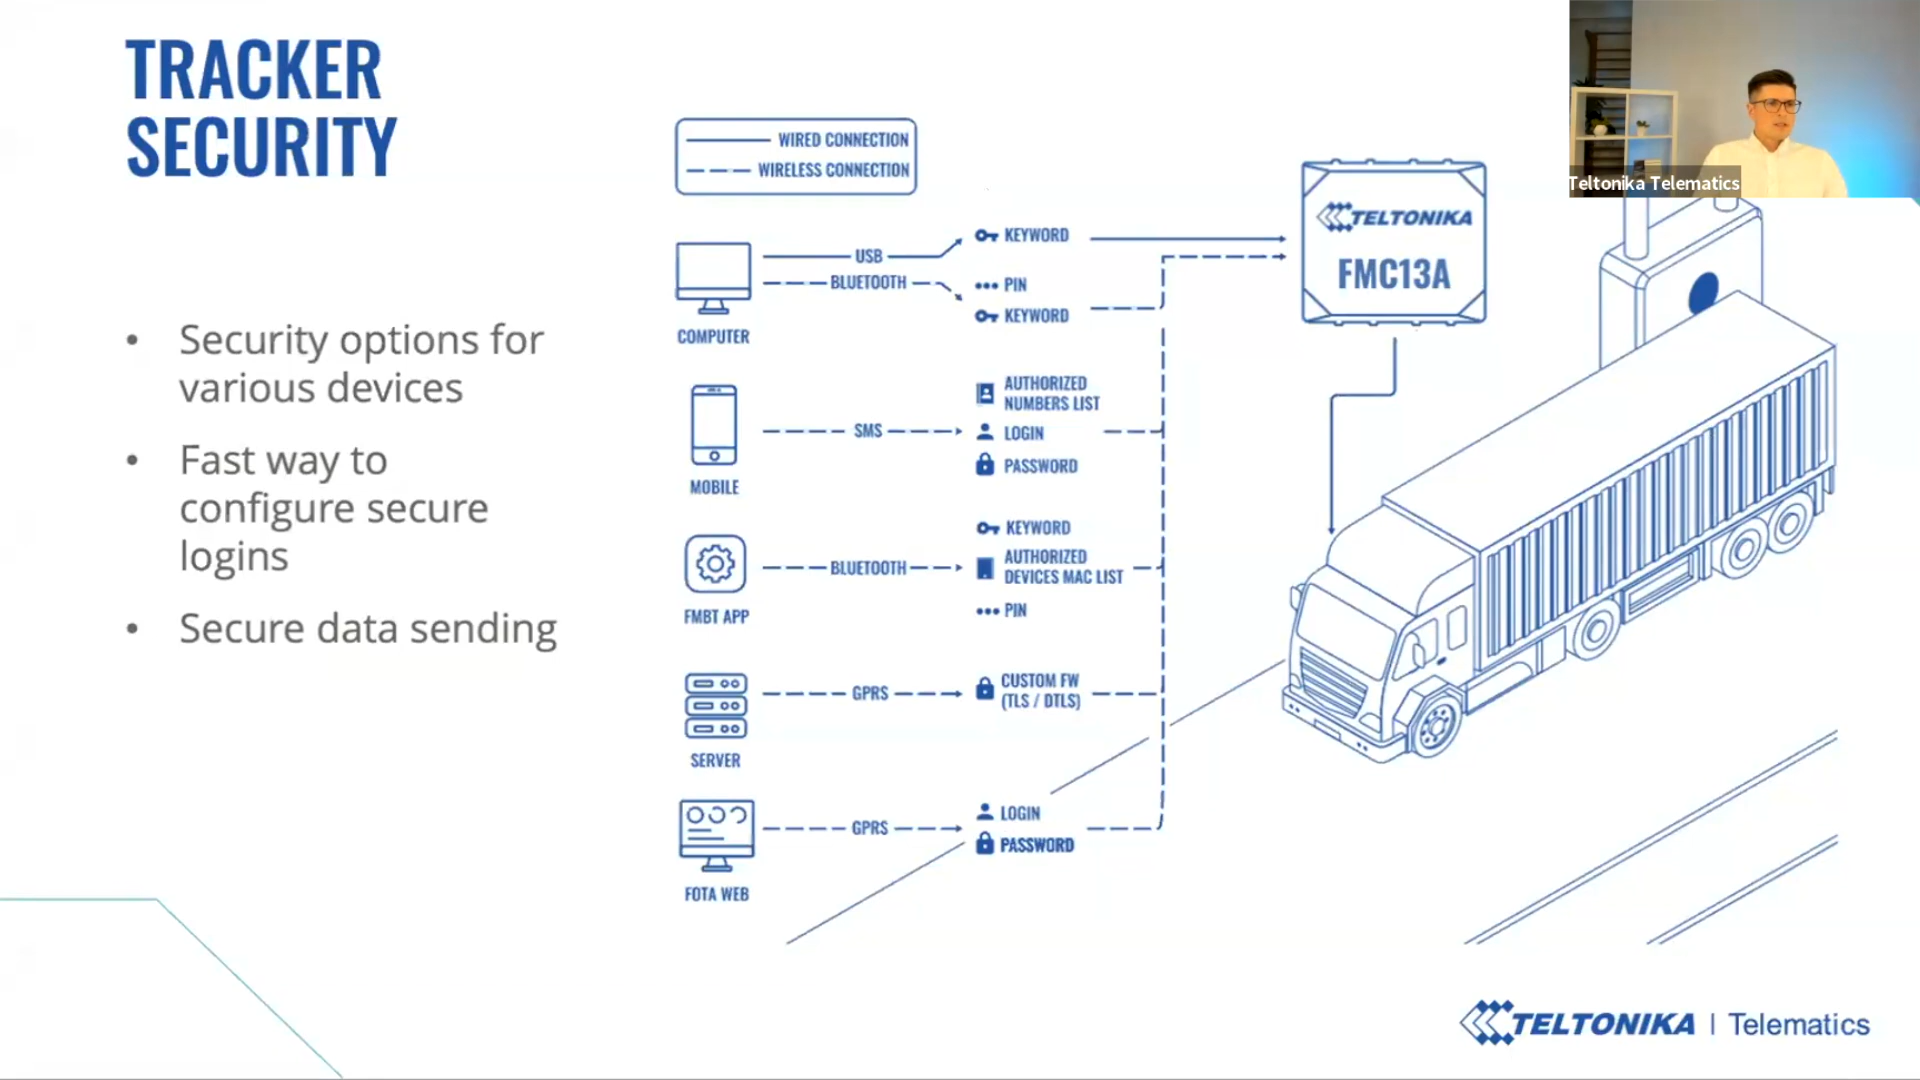 TRACKER
SECURITY
Security options for
various devices
Fast way to
configure secure
logins
Secure data sending
WIRED CONNECTION
WIRELESS CONNECTION
COMPUTER
USB
BLUETOOTH
KEYWORD
PIN
KEYWORD
MOBILE
SMS
AUTHORIZED
NUMBERS LIST
LOGIN
PASSWORD
FMBT APP
BLUETOOTH
KEYWORD
AUTHORIZED
DEVICES MAC LIST
PIN
SERVER
GPRS
CUSTOM FW
(TLS / DTLS)
FOTA WEB
GPRS
LOGIN
PASSWORD
TELTONIKA
FMC13A
Teltonika Telematics
TELTONIKA | Telematics